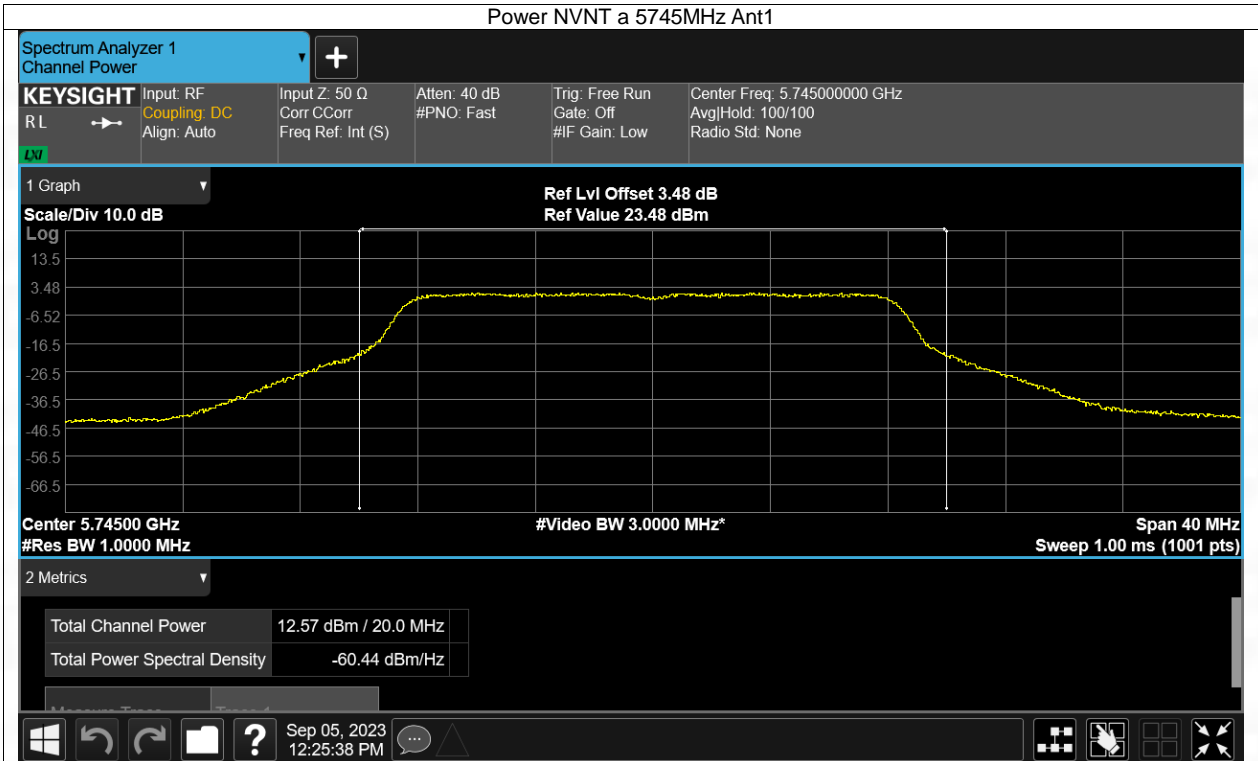 Power NVNT a 5745MHz Ant1
Spectrum Analyzer 1
Channel Power
KEYSIGHT
R L
LXI
Input: RF
Coupling: DC
Align: Auto
Input Z: 50 Ω
Corr CCorr
Freq Ref: Int (S)
Atten: 40 dB
#PNO: Fast
Trig: Free Run
Gate: Off
#IF Gain: Low
Center Freq: 5.745000000 GHz
Avg|Hold: 100/100
Radio Std: None
1 Graph
Scale/Div 10.0 dB
Ref Lvl Offset 3.48 dB
Ref Value 23.48 dBm
Log
13.5
3.48
-6.52
-16.5
-26.5
-36.5
-46.5
-56.5
-66.5
Center 5.74500 GHz
#Res BW 1.0000 MHz
#Video BW 3.0000 MHz*
Span 40 MHz
Sweep 1.00 ms (1001 pts)
2 Metrics
Total Channel Power 12.57 dBm / 20.0 MHz
Total Power Spectral Density -60.44 dBm/Hz
Measure Trace Trace 1
?
Sep 05, 2023
12:25:38 PM